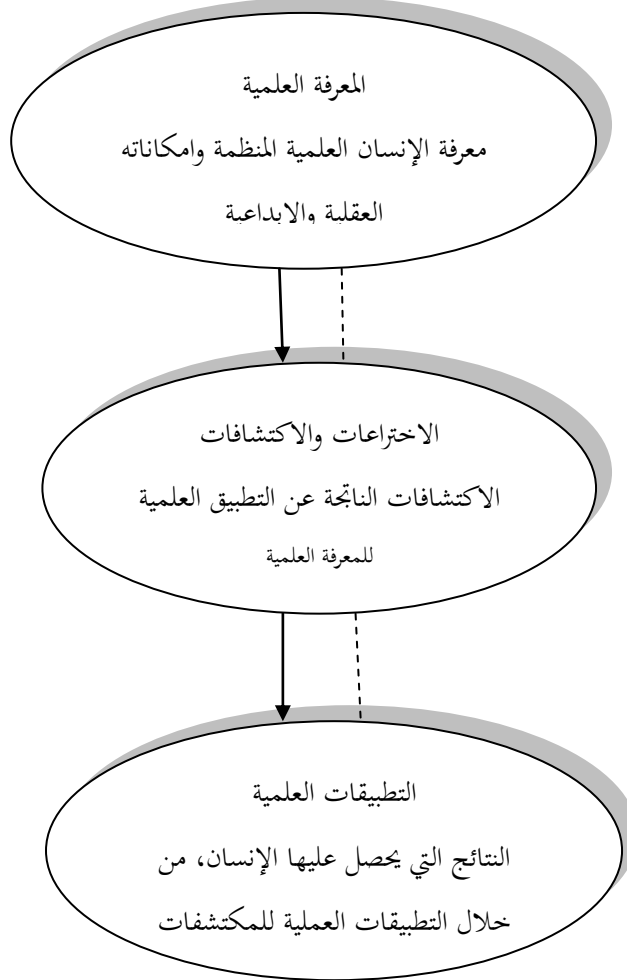 المعرفة العلمية
معرفة الإنسان العلمية المنظمة وامكاناته
العقلية والابداعية
الاختراعات والاكتشافات
الاكتشافات الناتجة عن التطبيق العلمية
للمعرفة العلمية
التطبيقات العلمية
النتائج التي يحصل عليها الإنسان، من
خلال التطبيقات العملية للمكتشفات